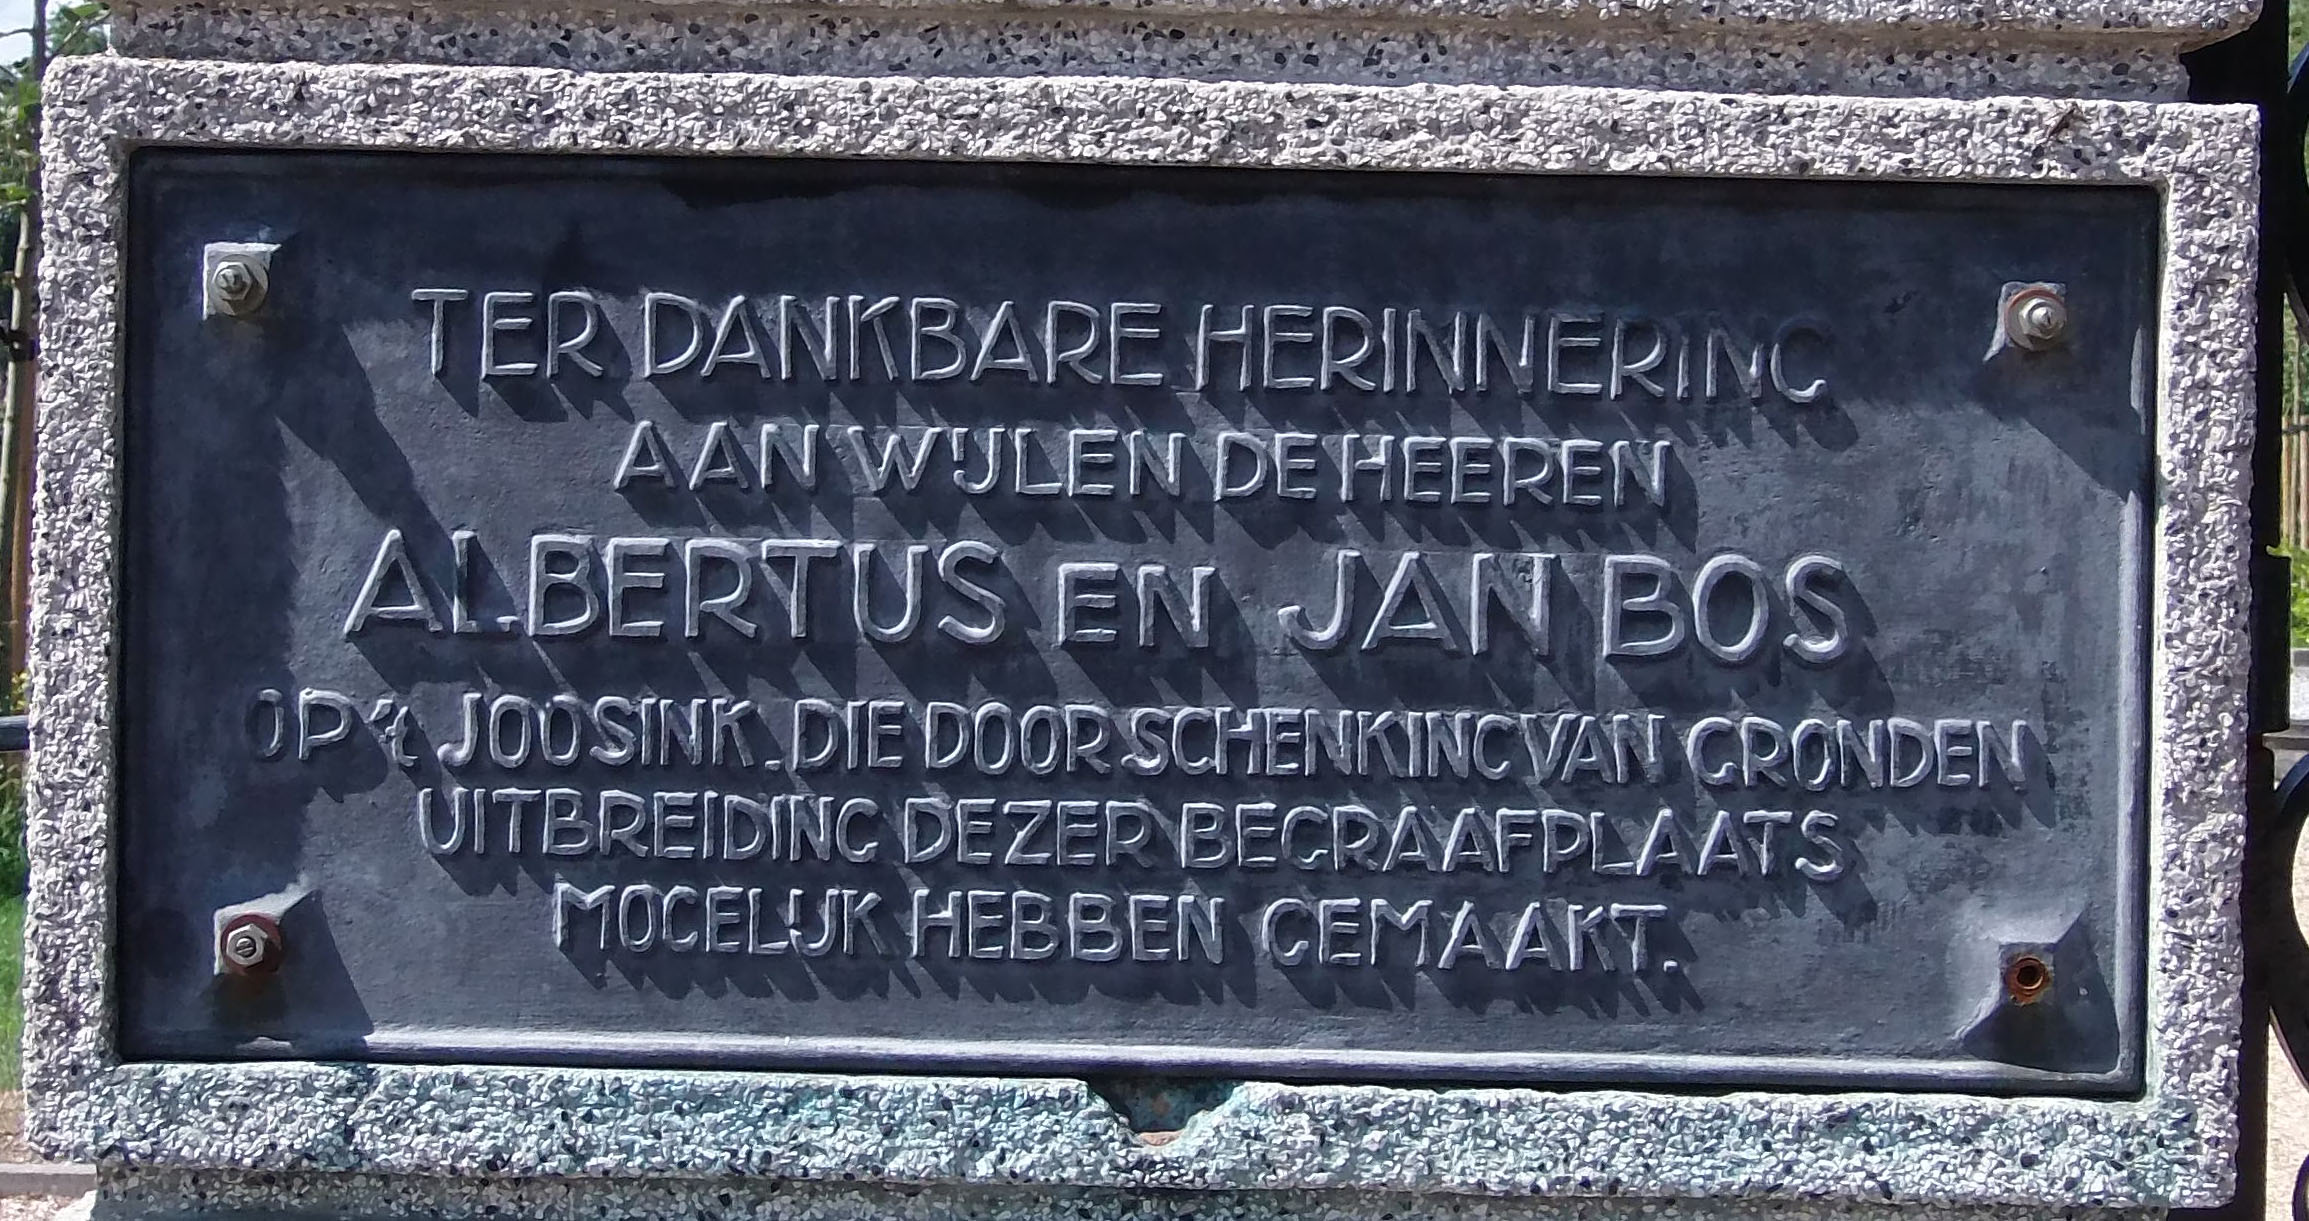 TER DANKBARE HERINNERING
AAN WIJLEN DE HEEREN
ALBERTUS EN JAN BOS
OP 't JOOSINK. DIE DOOR SCHENKING VAN GRONDEN
UITBREIDING DEZER BEGRAAFPLAATS
MOGELIJK HEBBEN GEMAAKT.